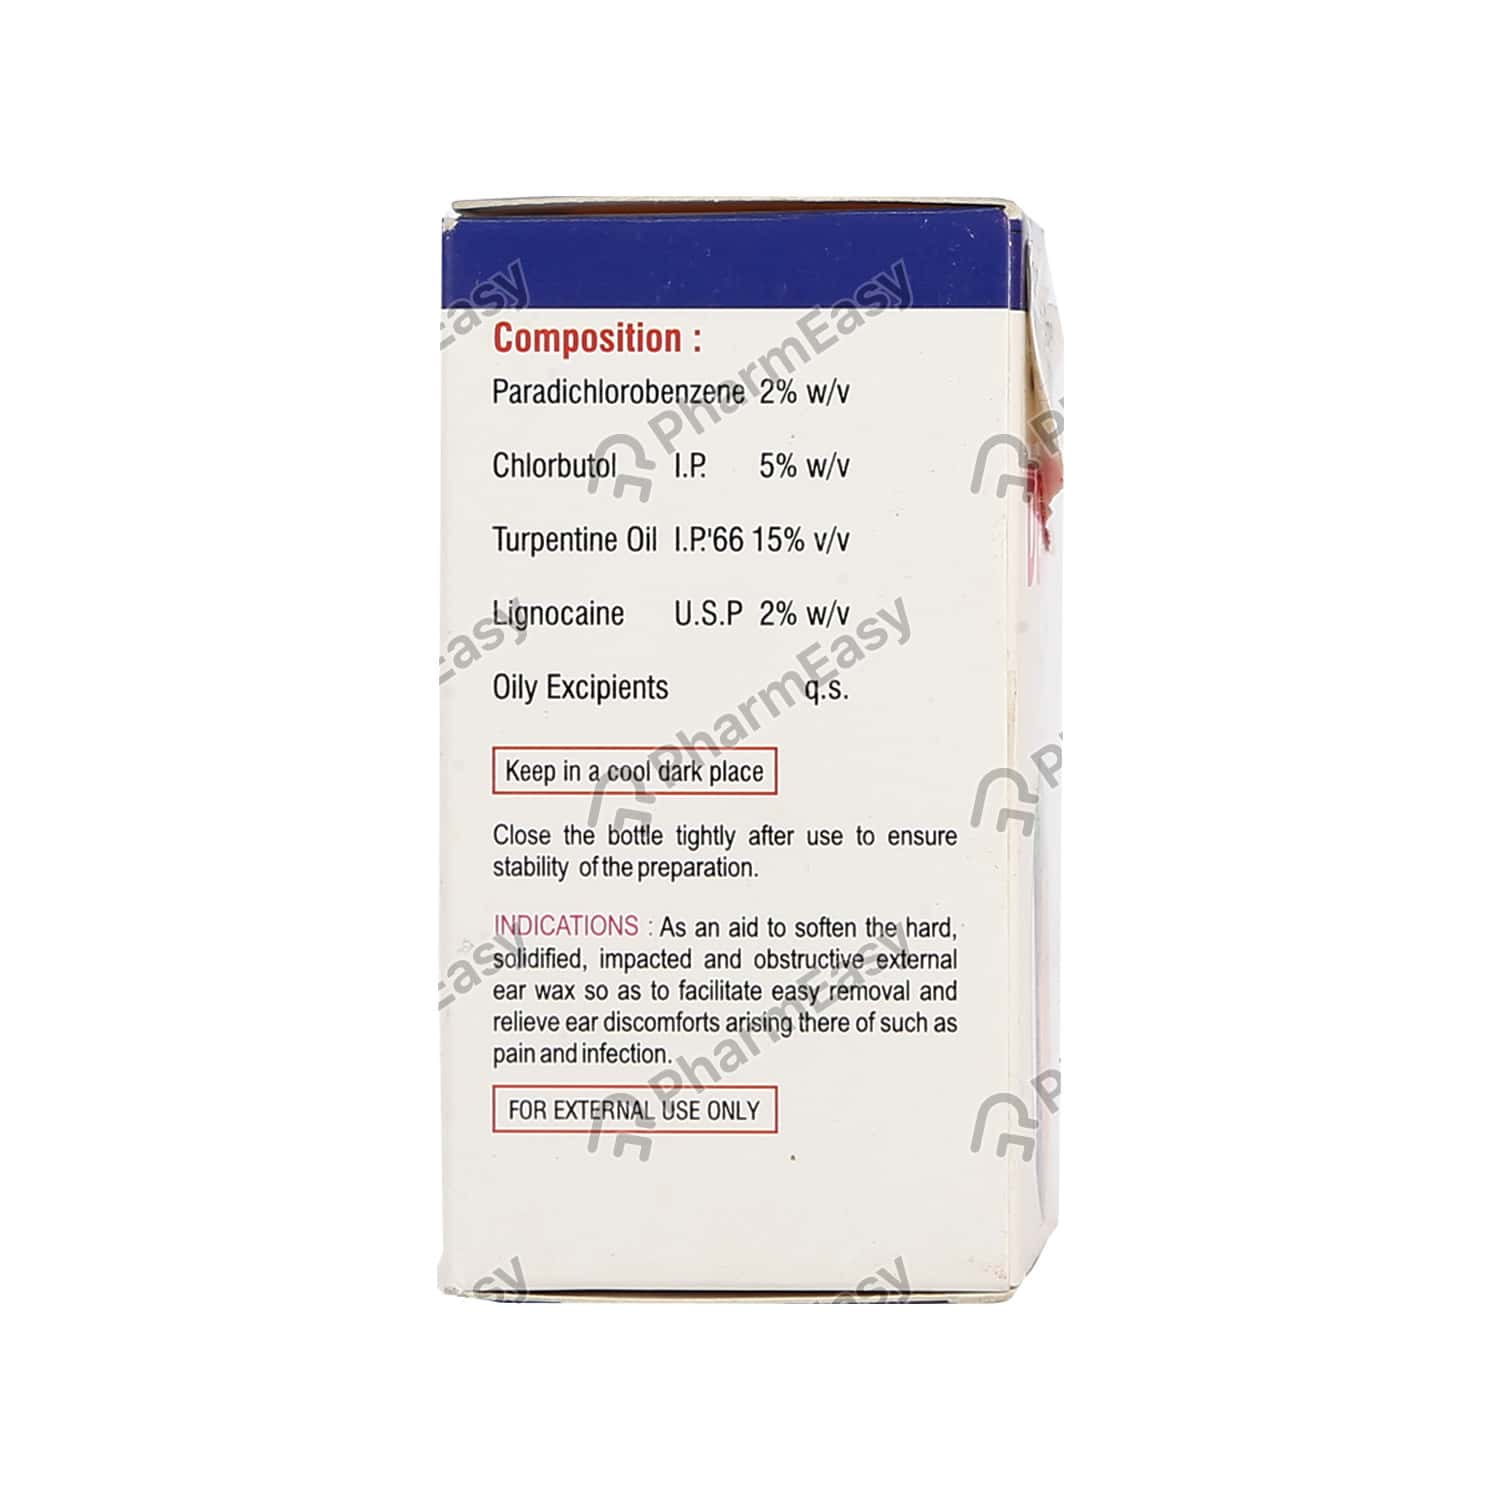 Composition :
Paradichlorobenzene 2% w/v
Chlorbutol I.P. 5% w/v
Turpentine Oil I.P.'66 15% v/v
Lignocaine U.S.P 2% w/v
Oily Excipients q.s.
Keep in a cool dark place
Close the bottle tightly after use to ensure
stability of the preparation.
INDICATIONS : As an aid to soften the hard,
solidified, impacted and obstructive external
ear wax so as to facilitate easy removal and
relieve ear discomforts arising there of such as
pain and infection.
FOR EXTERNAL USE ONLY
PharmEasy
PharmEasy
PharmEasy